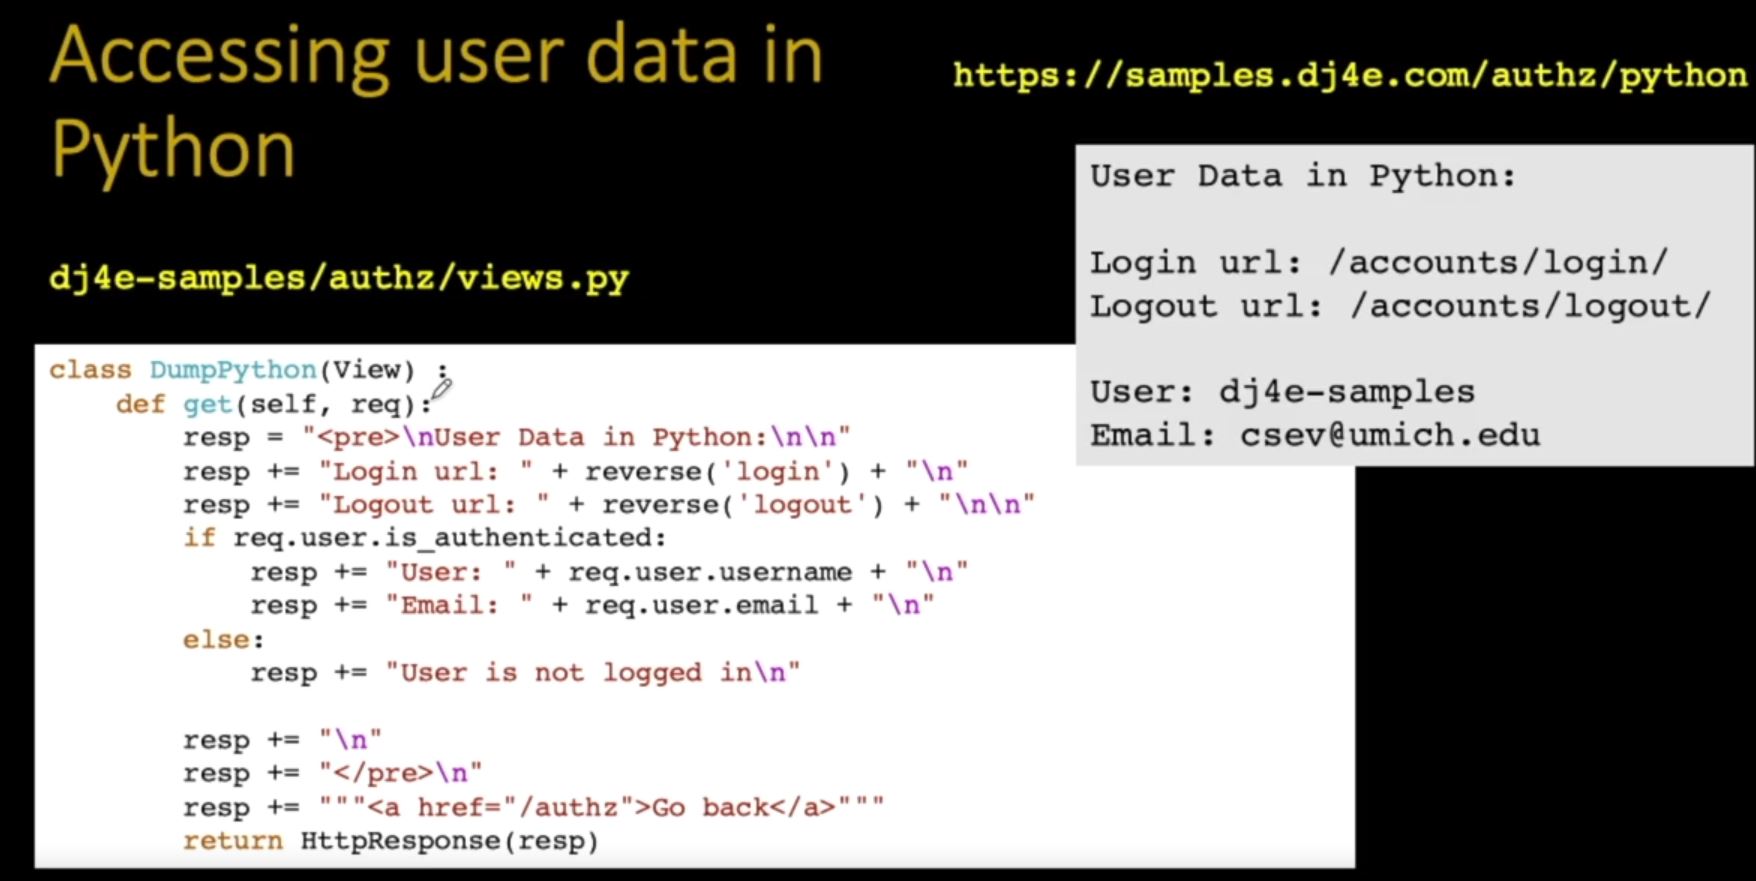 Accessing user data in
Python
https://samples.dj4e.com/authz/python
User Data in Python:
Login url: /accounts/login/
Logout url: /accounts/logout/
User: dj4e-samples
Email: csev@umich.edu
dj4e-samples/authz/views.py
class DumpPython(View) :
    def get(self, req):
        resp = "<pre>\nUser Data in Python:\n\n"
        resp += "Login url: " + reverse('login') + "\n"
        resp += "Logout url: " + reverse('logout') + "\n\n"
        if req.user.is_authenticated:
            resp += "User: " + req.user.username + "\n"
            resp += "Email: " + req.user.email + "\n"
        else:
            resp += "User is not logged in\n"
        resp += "\n"
        resp += "</pre>\n"
        resp += """<a href="/authz">Go back</a>"""
        return HttpResponse(resp)